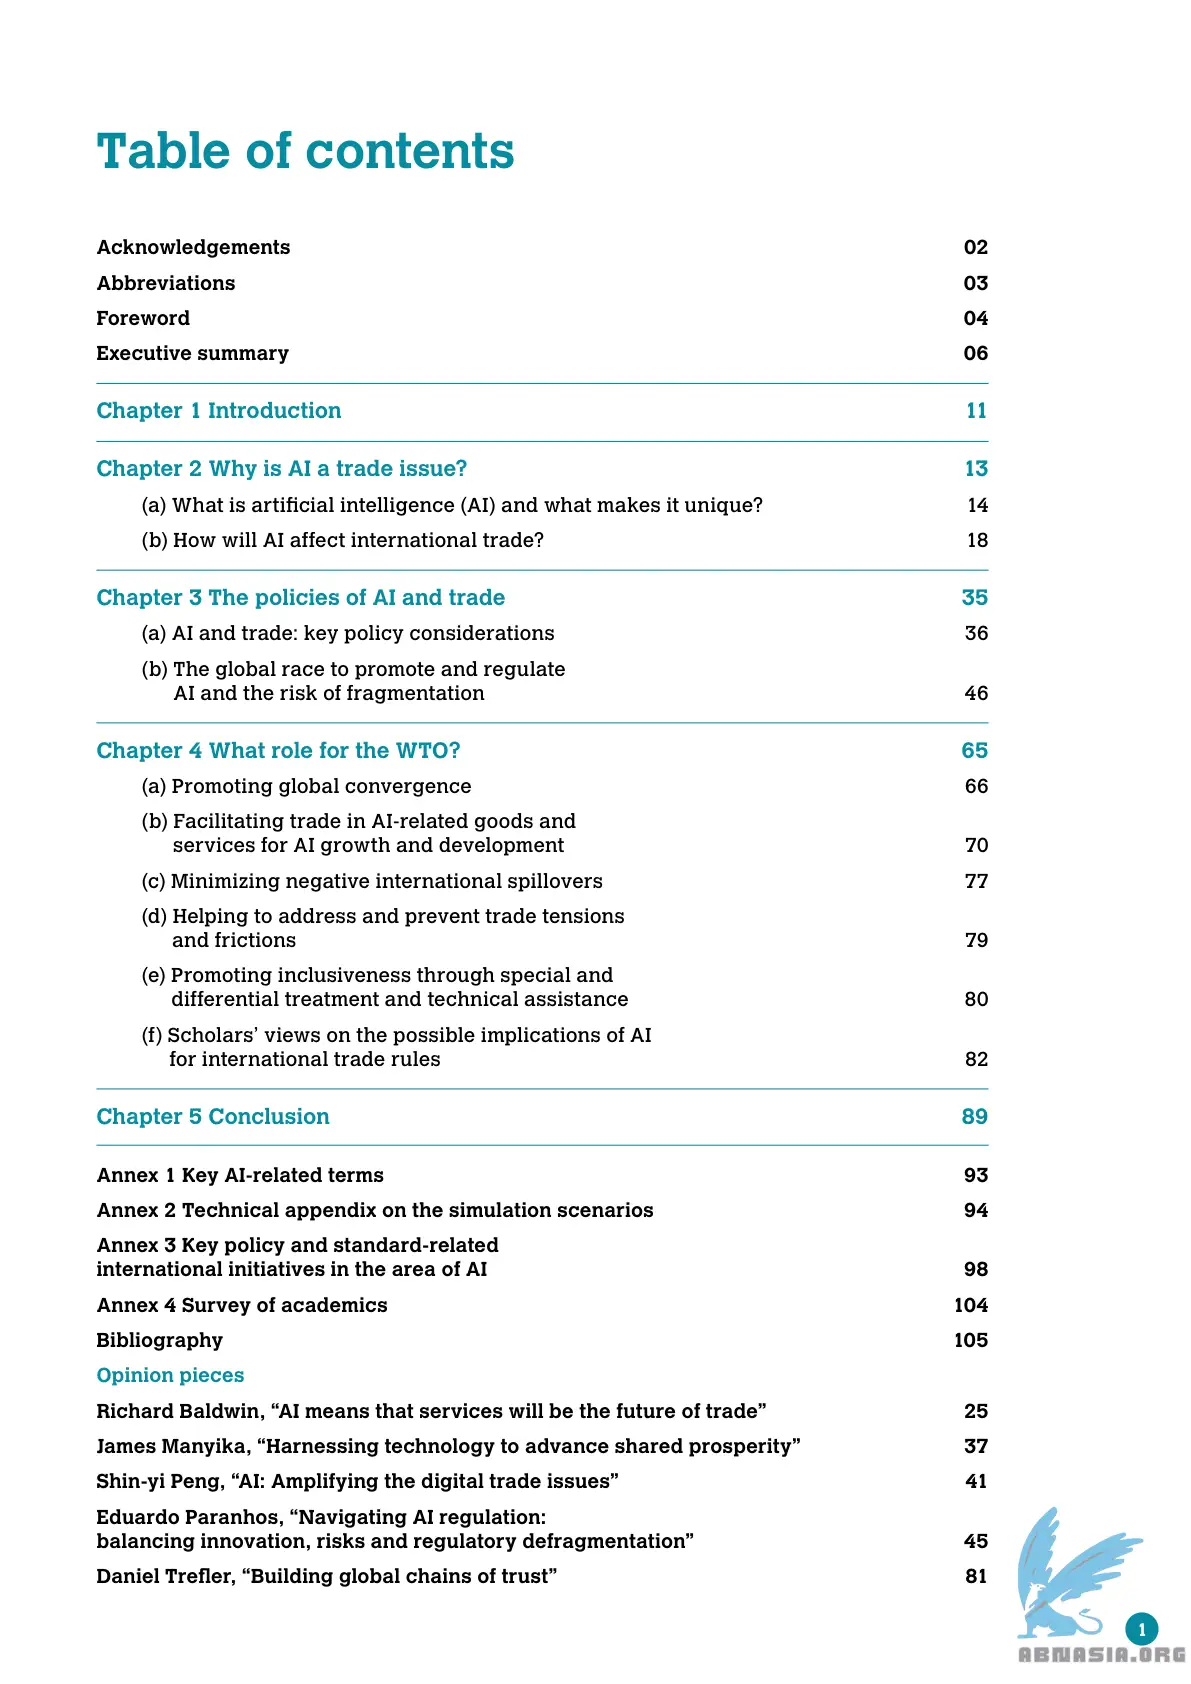 Table of contents
Acknowledgements 02
Abbreviations 03
Foreword 04
Executive summary 06
Chapter 1 Introduction 11
Chapter 2 Why is AI a trade issue? 13
(a) What is artificial intelligence (AI) and what makes it unique? 14
(b) How will AI affect international trade? 18
Chapter 3 The policies of AI and trade 35
(a) AI and trade: key policy considerations 36
(b) The global race to promote and regulate
AI and the risk of fragmentation 46
Chapter 4 What role for the WTO? 65
(a) Promoting global convergence 66
(b) Facilitating trade in AI-related goods and
services for AI growth and development 70
(c) Minimizing negative international spillovers 77
(d) Helping to address and prevent trade tensions
and frictions 79
(e) Promoting inclusiveness through special and
differential treatment and technical assistance 80
(f) Scholars’ views on the possible implications of AI
for international trade rules 82
Chapter 5 Conclusion 89
Annex 1 Key AI-related terms 93
Annex 2 Technical appendix on the simulation scenarios 94
Annex 3 Key policy and standard-related
international initiatives in the area of AI 98
Annex 4 Survey of academics 104
Bibliography 105
Opinion pieces
Richard Baldwin, “AI means that services will be the future of trade” 25
James Manyika, “Harnessing technology to advance shared prosperity” 37
Shin-yi Peng, “AI: Amplifying the digital trade issues” 41
Eduardo Paranhos, “Navigating AI regulation:
balancing innovation, risks and regulatory defragmentation” 45
Daniel Trefler, “Building global chains of trust” 81
1
ABNASIA.ORG